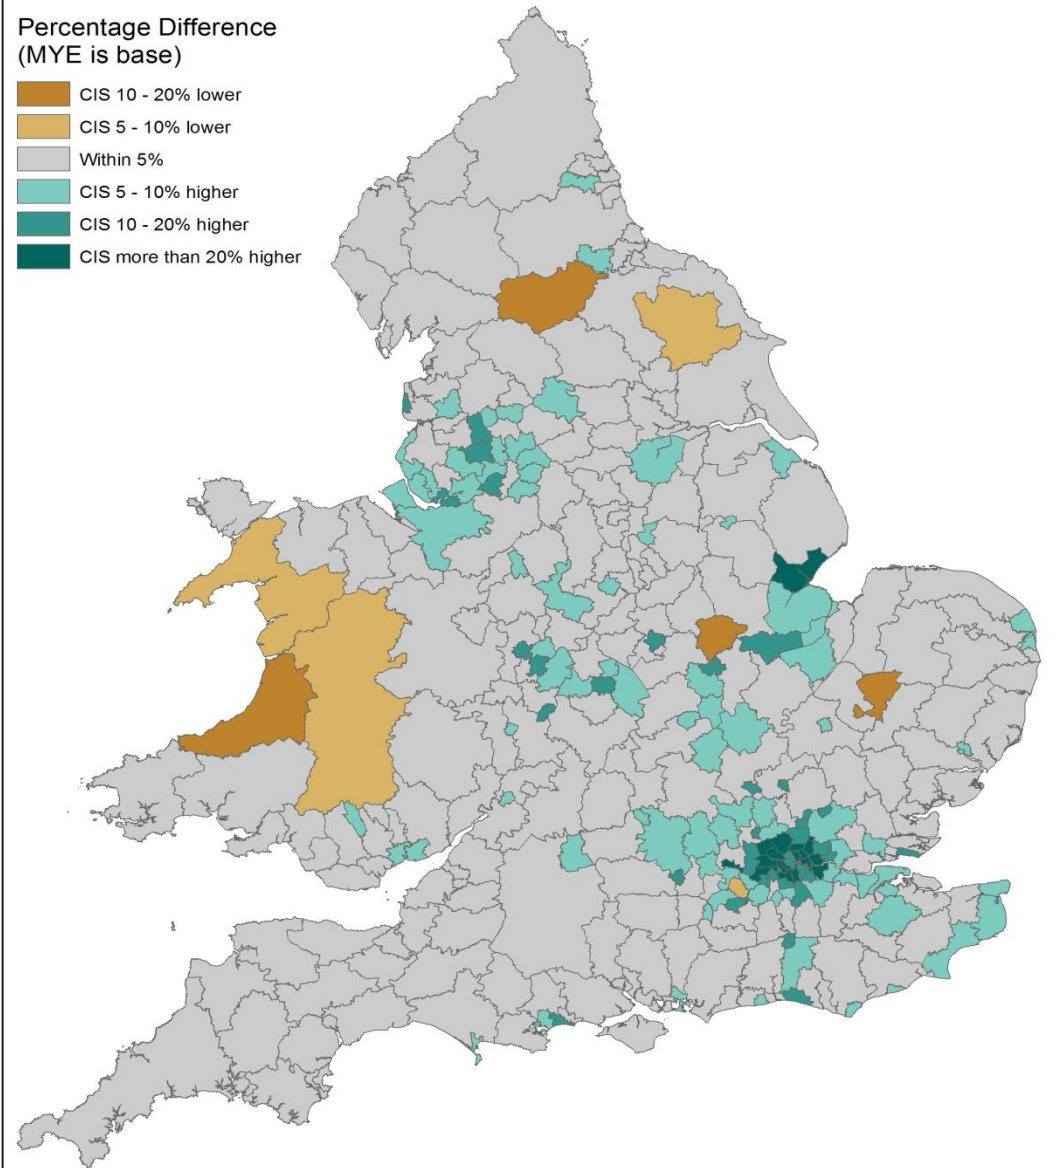 Percentage Difference
(MYE is base)
CIS 10 - 20% lower
CIS 5 - 10% lower
Within 5%
CIS 5 - 10% higher
CIS 10 - 20% higher
CIS more than 20% higher